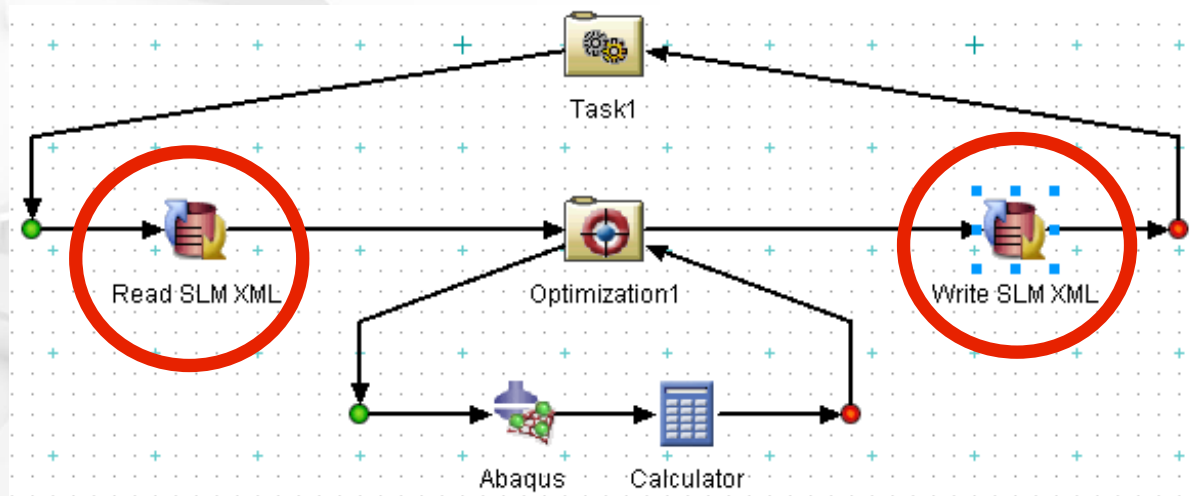 Task1
Read SLM XML
Optimization1
Write SLM XML
Abaqus
Calculator